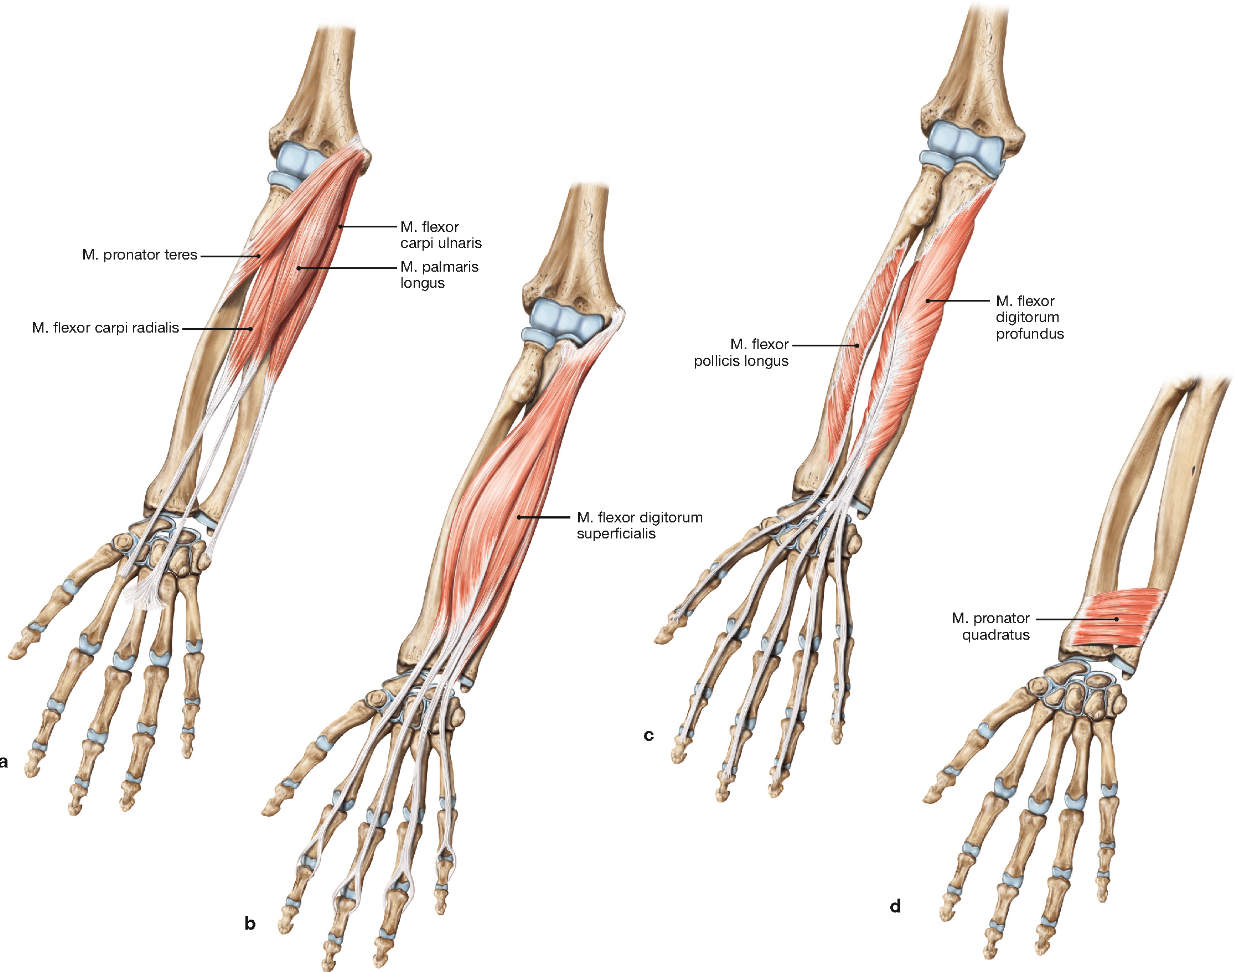 M. flexor
carpi ulnaris
M. pronator teres
M. palmaris
longus
M. flexor carpi radialis
a
M. flexor digitorum
superficialis
b
M. flexor
digitorum
profundus
M. flexor
pollicis longus
c
M. pronator
quadratus
d